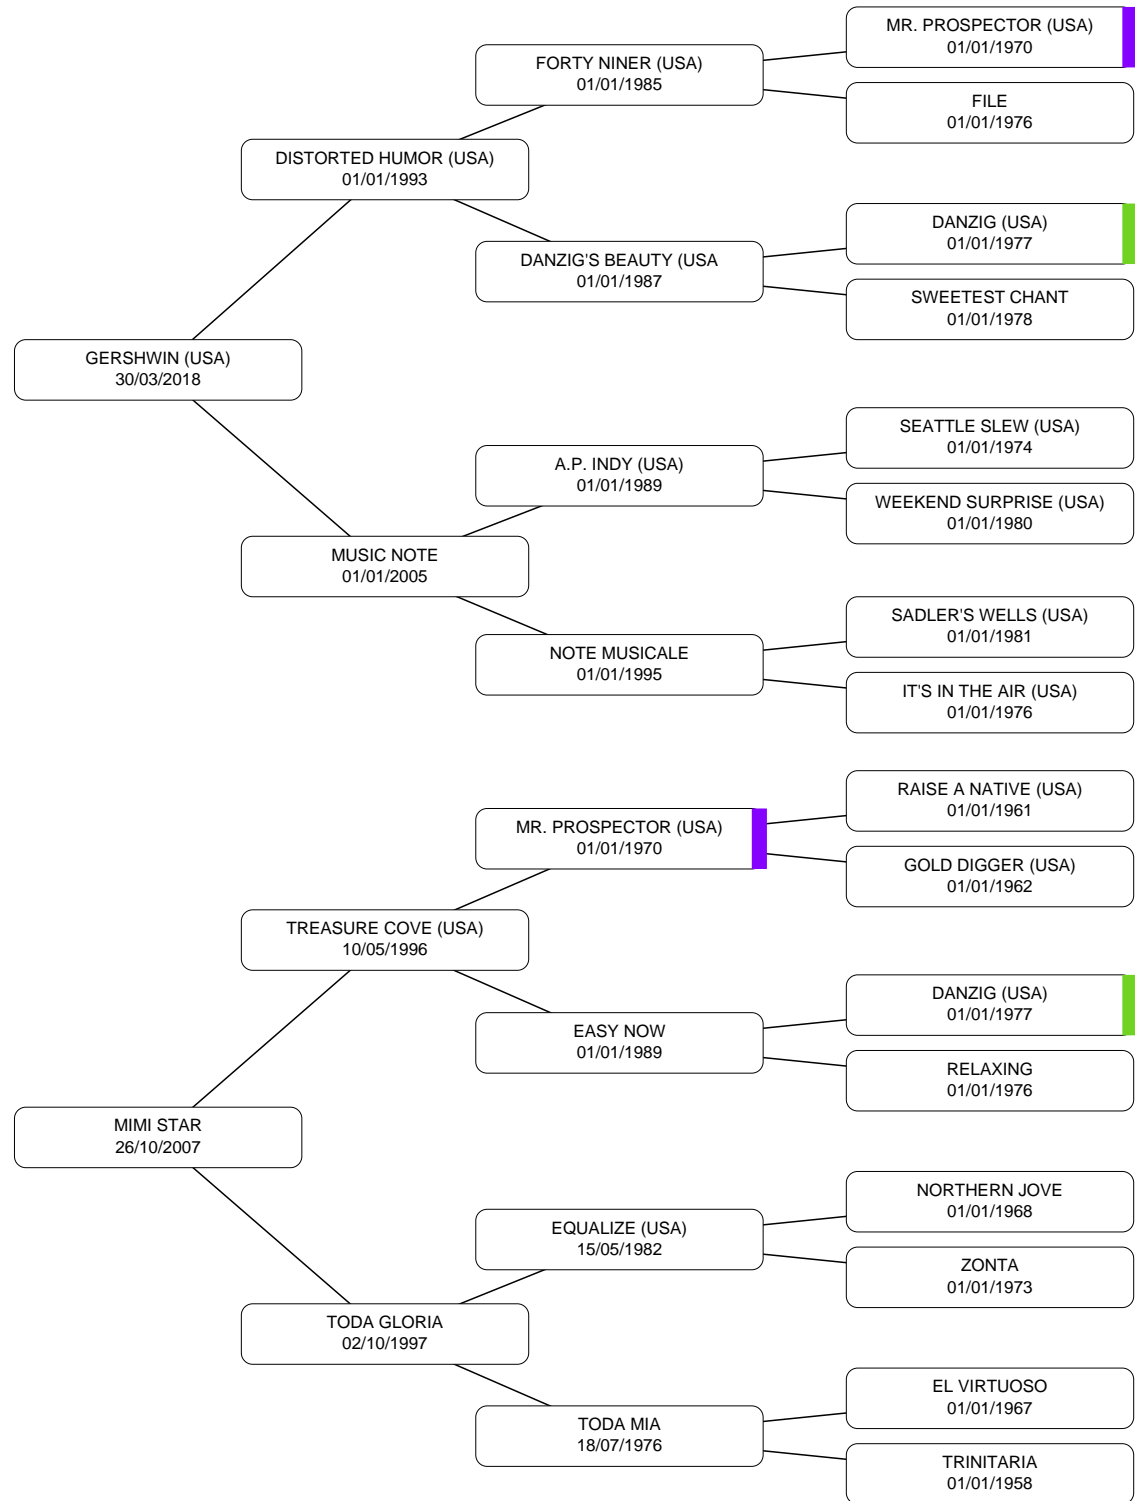 MR. PROSPECTOR (USA)
01/01/1970
FORTY NINER (USA)
01/01/1985
FILE
01/01/1976
DISTORTED HUMOR (USA)
01/01/1993
DANZIG (USA)
01/01/1977
DANZIG'S BEAUTY (USA
01/01/1987
SWEETEST CHANT
01/01/1978
GERSHWIN (USA)
30/03/2018
SEATTLE SLEW (USA)
01/01/1974
A.P. INDY (USA)
01/01/1989
WEEKEND SURPRISE (USA)
01/01/1980
MUSIC NOTE
01/01/2005
SADLER'S WELLS (USA)
01/01/1981
NOTE MUSICALE
01/01/1995
IT'S IN THE AIR (USA)
01/01/1976
RAISE A NATIVE (USA)
01/01/1961
MR. PROSPECTOR (USA)
01/01/1970
GOLD DIGGER (USA)
01/01/1962
TREASURE COVE (USA)
10/05/1996
DANZIG (USA)
01/01/1977
EASY NOW
01/01/1989
RELAXING
01/01/1976
MIMI STAR
26/10/2007
NORTHERN JOVE
01/01/1968
EQUALIZE (USA)
15/05/1982
ZONTA
01/01/1973
TODA GLORIA
02/10/1997
EL VIRTUOSO
01/01/1967
TODA MIA
18/07/1976
TRINITARIA
01/01/1958